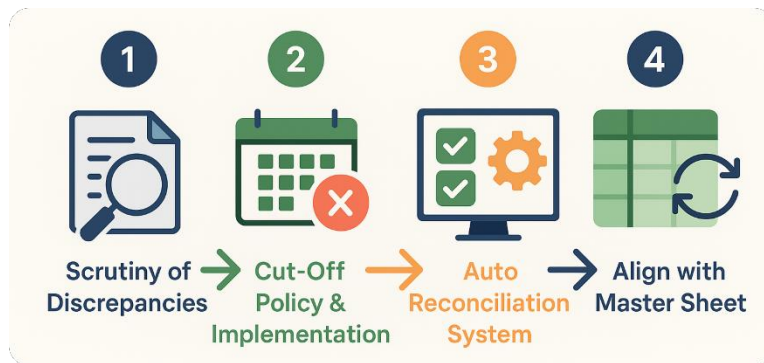 1
2
3
4
Scrutiny of
Discrepancies
Cut-Off
Policy &
Implementation
Auto
Reconciliation
System
Align with
Master Sheet